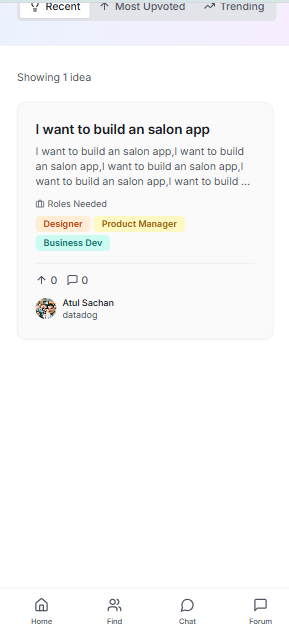 Recent Most Upvoted Trending
Showing 1 idea
I want to build an salon app
I want to build an salon app,I want to build
an salon app,I want to build an salon app,I
want to build an salon app,I want to build ...
Roles Needed
Designer Product Manager
Business Dev
0 0
Atul Sachan
datadog
Home Find Chat Forum